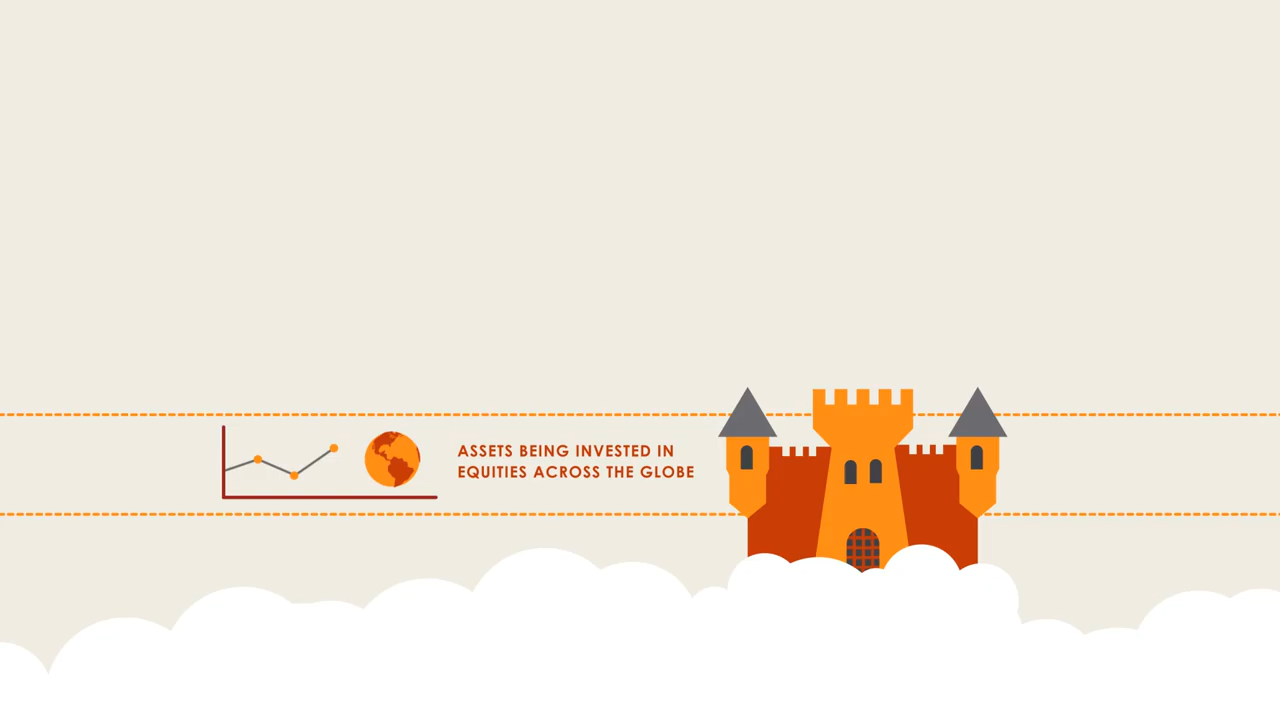 ASSETS BEING INVESTED IN
EQUITIES ACROSS THE GLOBE